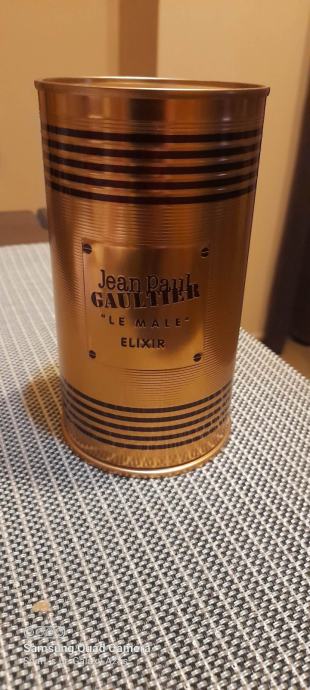 Jean Paul
GAULTIER
"LE MALE"
ELIXIR
Samsung Quad Camera